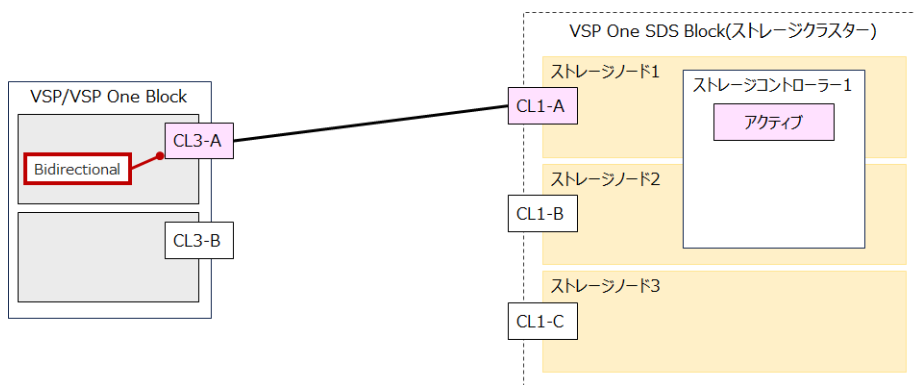 VSP One SDS Block(ストレージクラスター)
VSP/VSP One Block
CL3-A
Bidirectional
CL3-B
ストレージノード1
CL1-A
ストレージコントローラー1
アクティブ
ストレージノード2
CL1-B
ストレージノード3
CL1-C